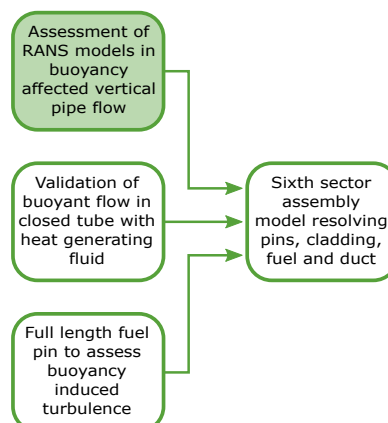 Assessment of
RANS models in
buoyancy
affected vertical
pipe flow
Validation of
buoyant flow in
closed tube with
heat generating
fluid
Sixth sector
assembly
model resolving
pins, cladding,
fuel and duct
Full length fuel
pin to assess
buoyancy
induced
turbulence